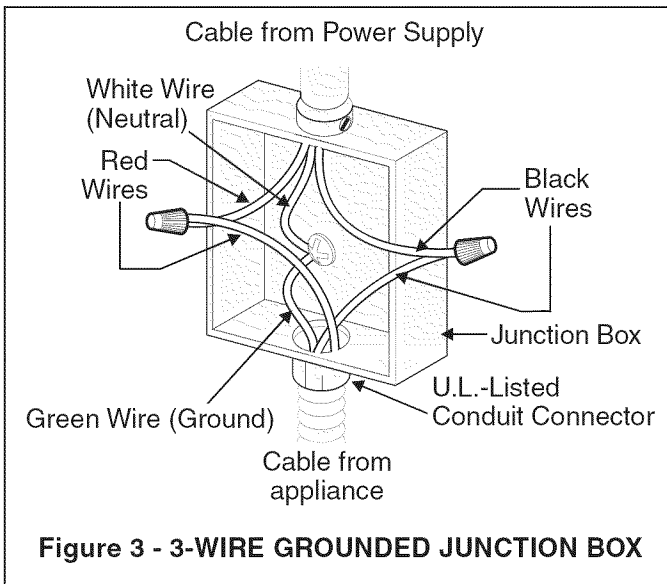 Cable from Power Supply
White Wire
(Neutral)
Red
Wires
Black
Wires
Junction Box
U.L.-Listed
Conduit Connector
Green Wire (Ground)
Cable from
appliance
Figure 3 - 3-WIRE GROUNDED JUNCTION BOX